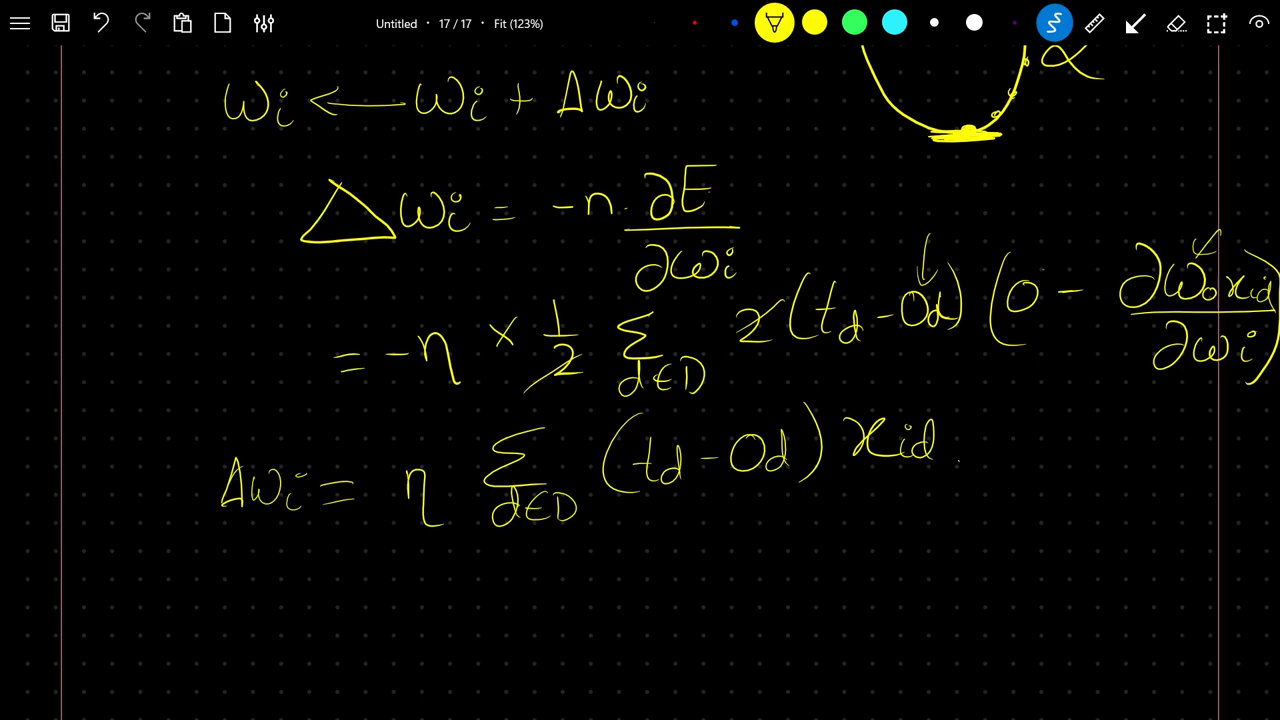 Untitled • 17 / 17 • Fit (123%)
α
wi ← wi + Δwi
Δwi = -n. ∂E/∂wi
= -η × 1/2 Σ d∈D 2(td - Od) (0 - ∂w0xid/∂wi)
Δwi = η Σ d∈D (td - Od) xid